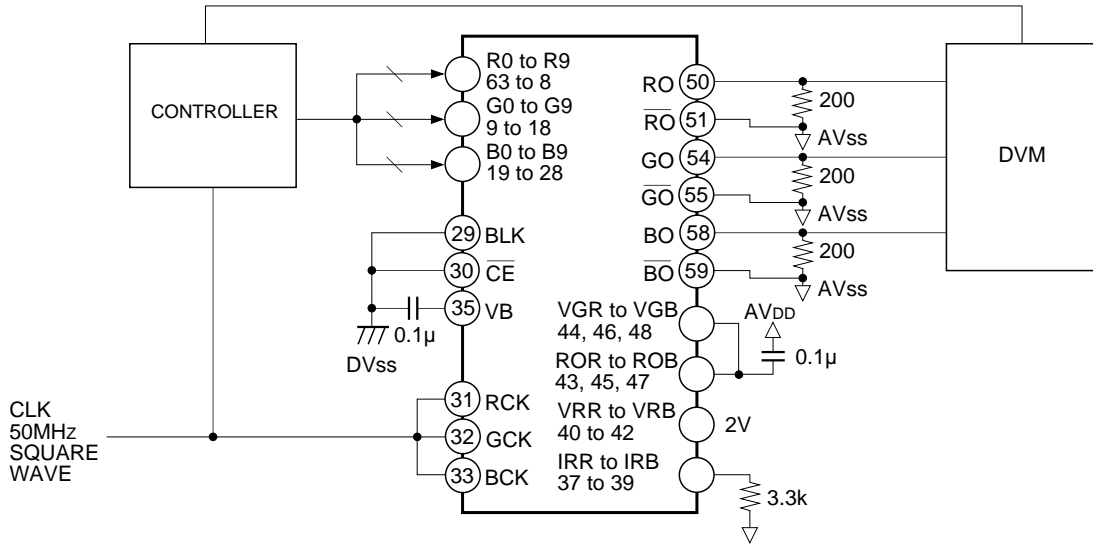 CONTROLLER
R0 to R9
63 to 8
G0 to G9
9 to 18
B0 to B9
19 to 28
29 BLK
30 CE
35 VB
0.1µ
DVss
31 RCK
32 GCK
33 BCK
CLK
50MHz
SQUARE
WAVE
RO 50
RO 51
GO 54
GO 55
BO 58
BO 59
200
AVss
200
AVss
200
AVss
DVM
VGR to VGB
44, 46, 48
ROR to ROB
43, 45, 47
AVDD
0.1µ
VRR to VRB
40 to 42
2V
IRR to IRB
37 to 39
3.3k